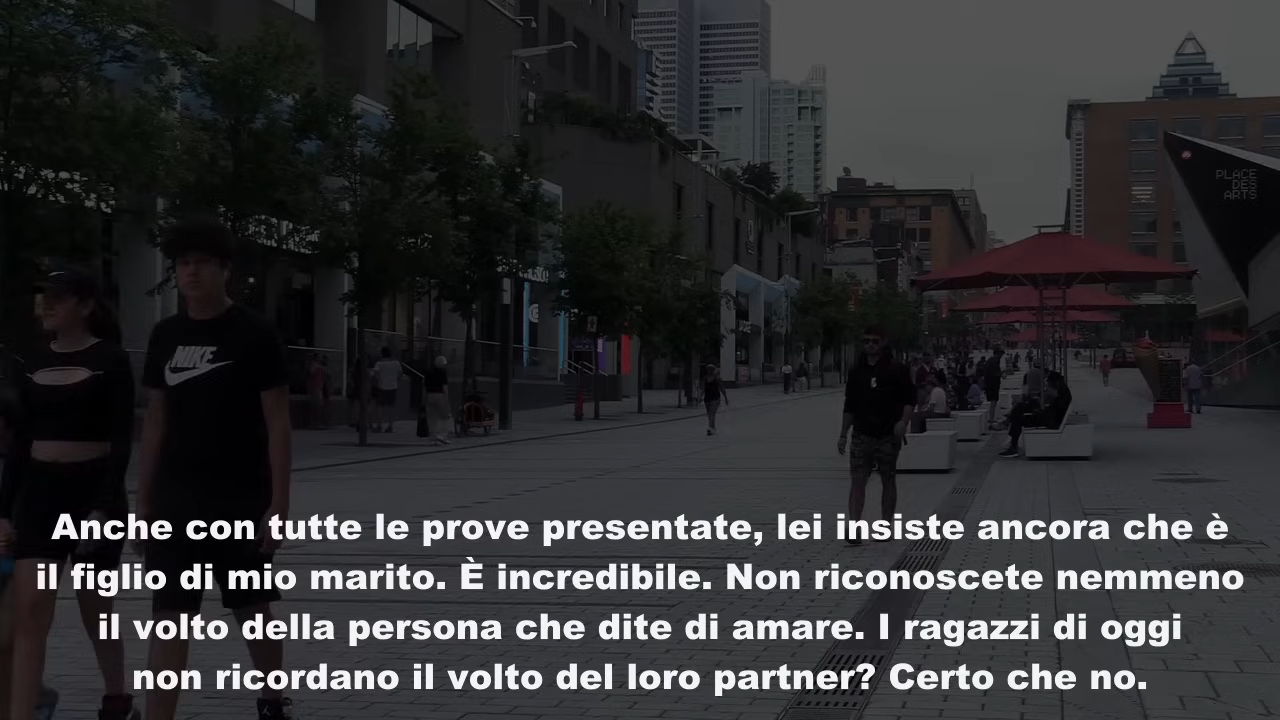 PLACE
DES
ARTS
NIKE
Anche con tutte le prove presentate, lei insiste ancora che è
il figlio di mio marito. È incredibile. Non riconoscete nemmeno
il volto della persona che dite di amare. I ragazzi di oggi
non ricordano il volto del loro partner? Certo che no.